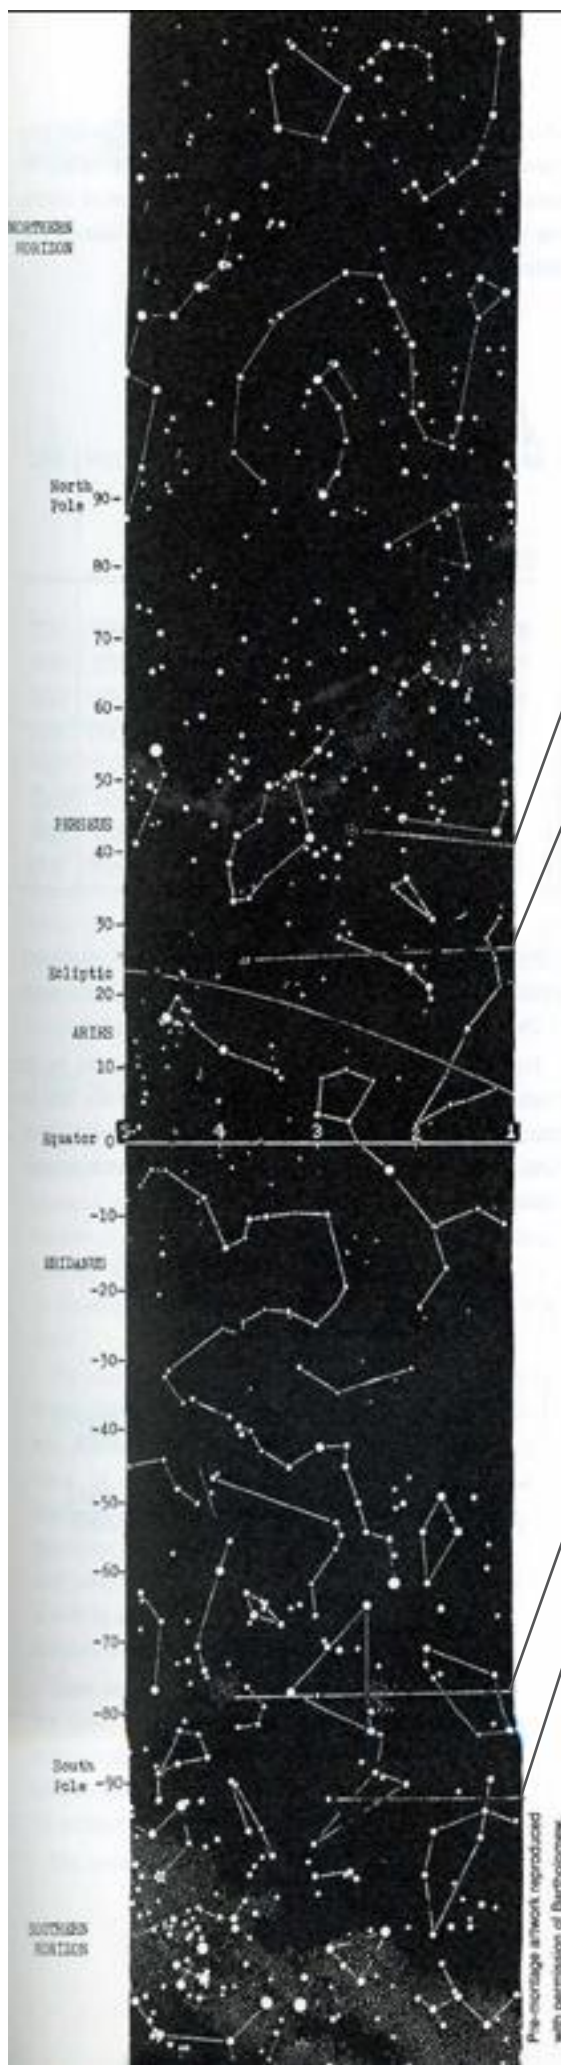 NORTHERN
HORIZON
North
Pole 90-
80-
70-
60-
50-
PERSEUS
40-
30-
Ecliptic
20-
ARIES
10-
Equator 0
5 4 3 2 1
-10-
ERIDANUS
-20-
-30-
-40-
-50-
-60-
-70-
-80-
South
Pole -90-
SOUTHERN
HORIZON
Pre-montage artwork reproduced
with permission of Bartholomew